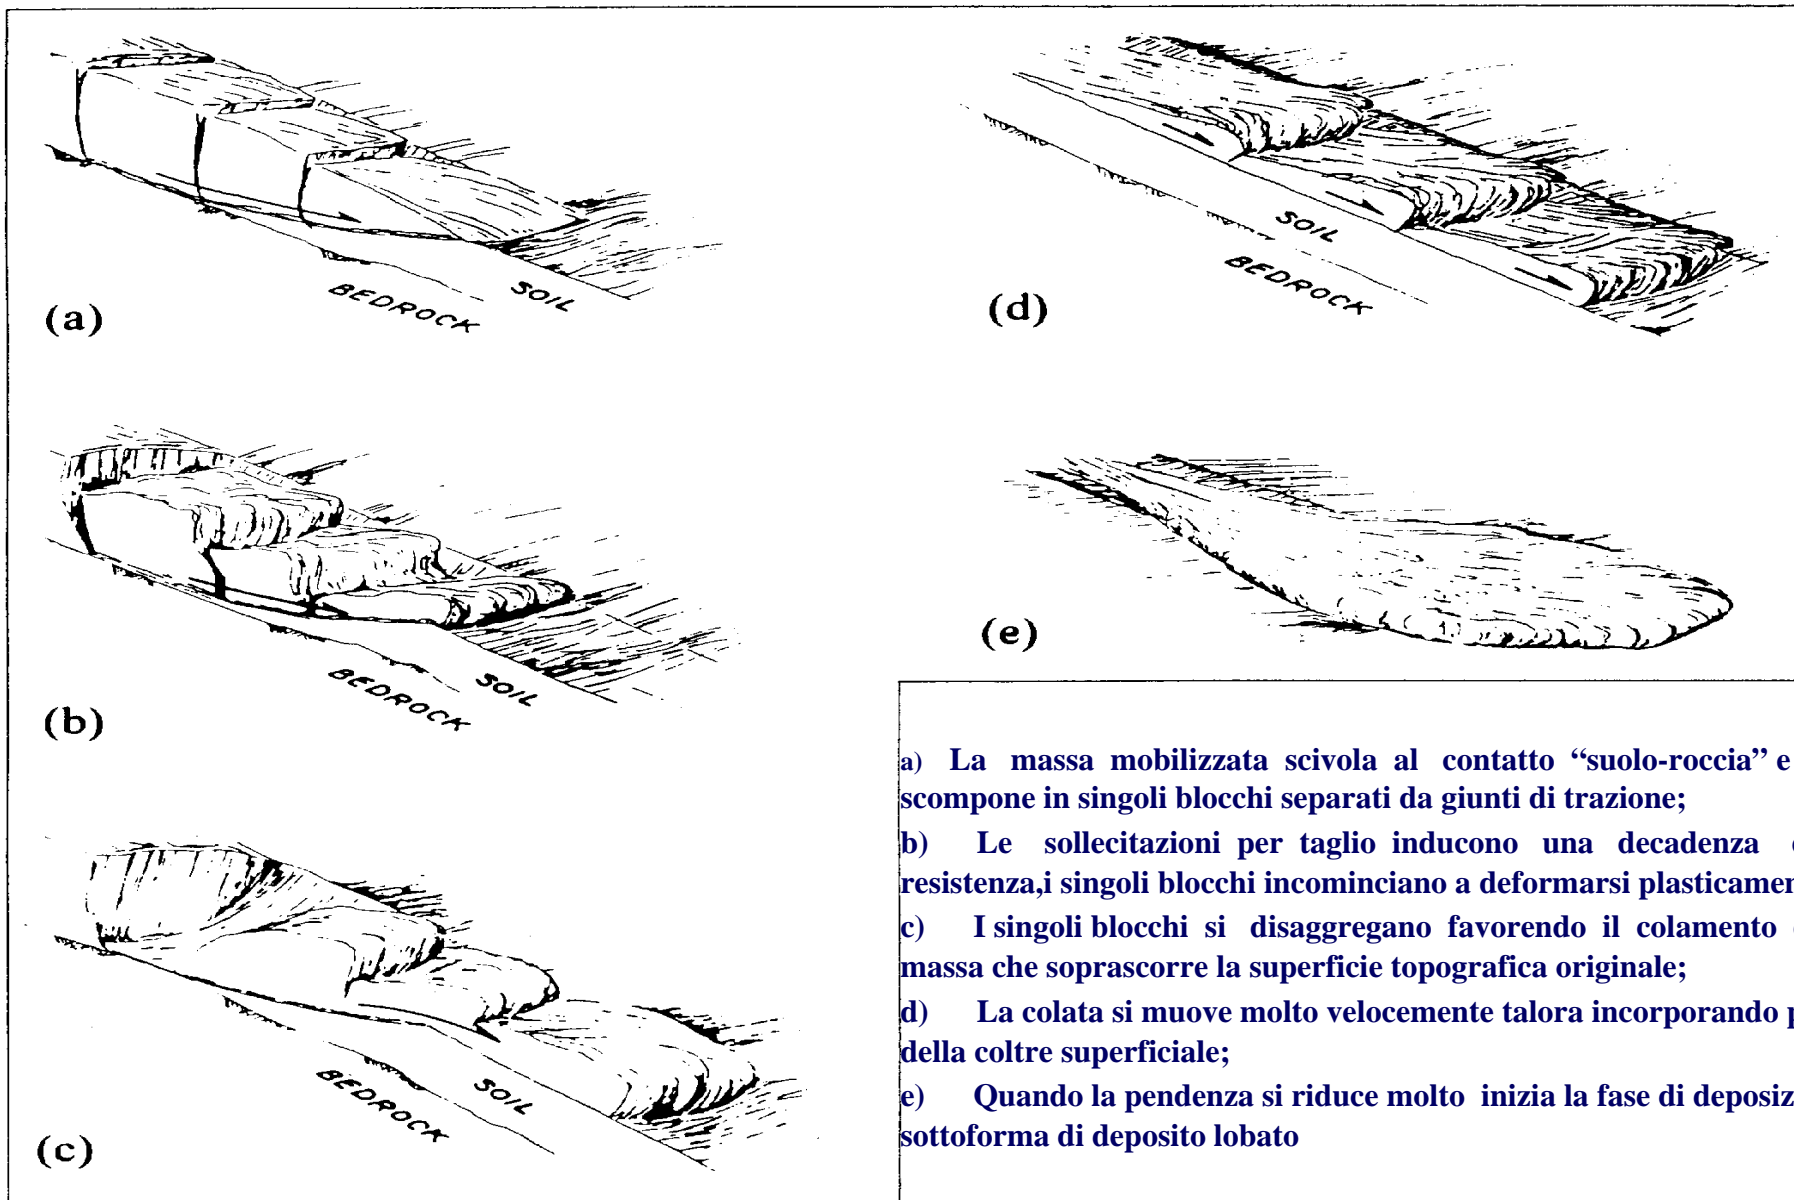 SOIL
BEDROCK
(a)
SOIL
BEDROCK
(d)
SOIL
BEDROCK
(b)
(e)
SOIL
BEDROCK
(c)
a) La massa mobilizzata scivola al contatto “suolo-roccia” e
scompone in singoli blocchi separati da giunti di trazione;
b) Le sollecitazioni per taglio inducono una decadenza
resistenza,i singoli blocchi incominciano a deformarsi
c) I singoli blocchi si disaggregano favorendo il colamento
massa che soprascorre la superficie topografica originale;
d) La colata si muove molto velocemente talora incorporando
della coltre superficiale;
e) Quando la pendenza si riduce molto inizia la fase di
sottoforma di deposito lobato